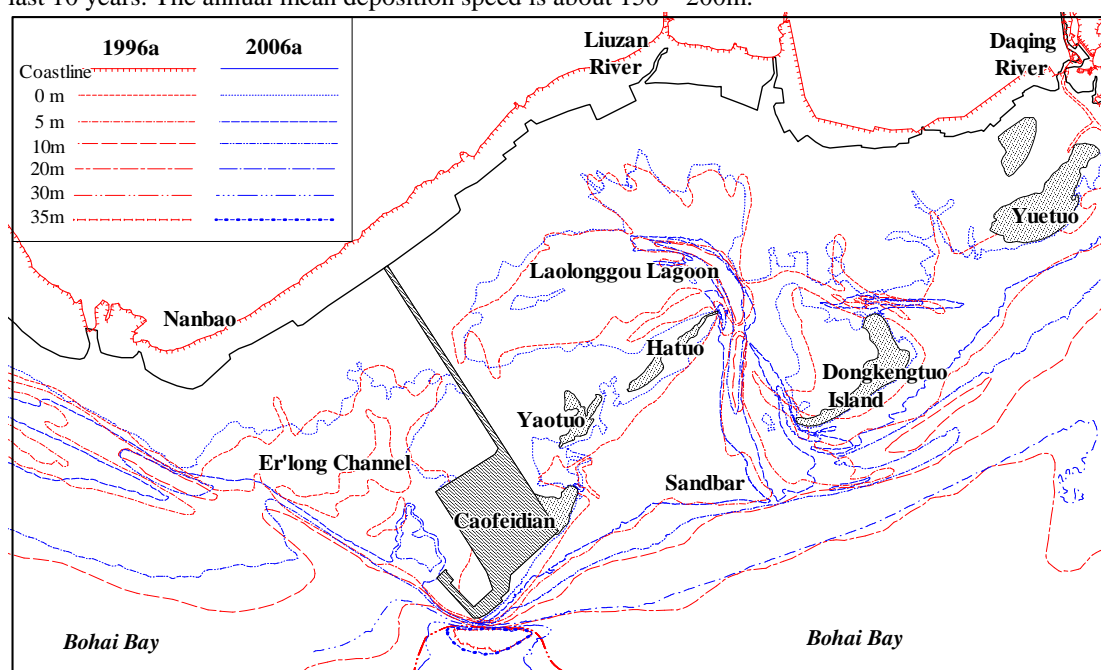 last 10 years. The annual mean deposition speed is about 150 – 200m.
1996a 2006a
Coastline
0 m
5 m
10m
20m
30m
35m
Liuzan
River
Daqing
River
Yuetuo
Laolonggou Lagoon
Nanbao
Hatuo
Dongkengtuo
Island
Yaotuo
Er'long Channel
Sandbar
Caofeidian
Bohai Bay
Bohai Bay